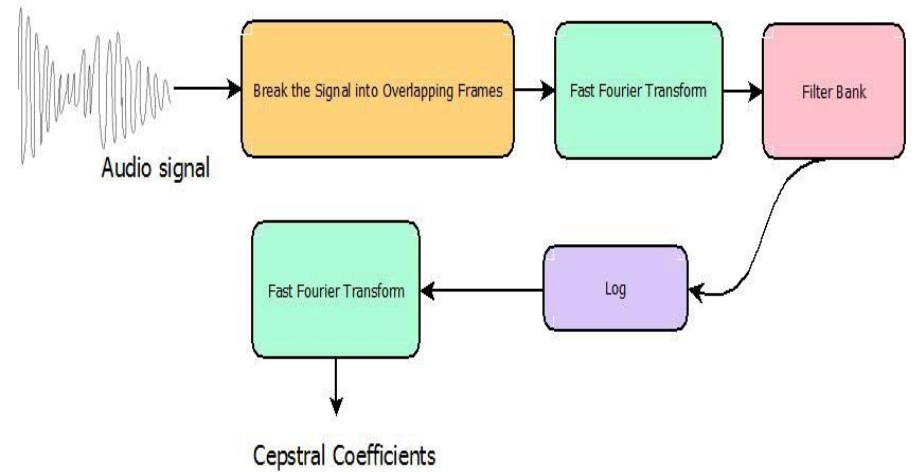 Break the Signal into Overlapping Frames
Fast Fourier Transform
Filter Bank
Audio signal
Log
Fast Fourier Transform
Cepstral Coefficients